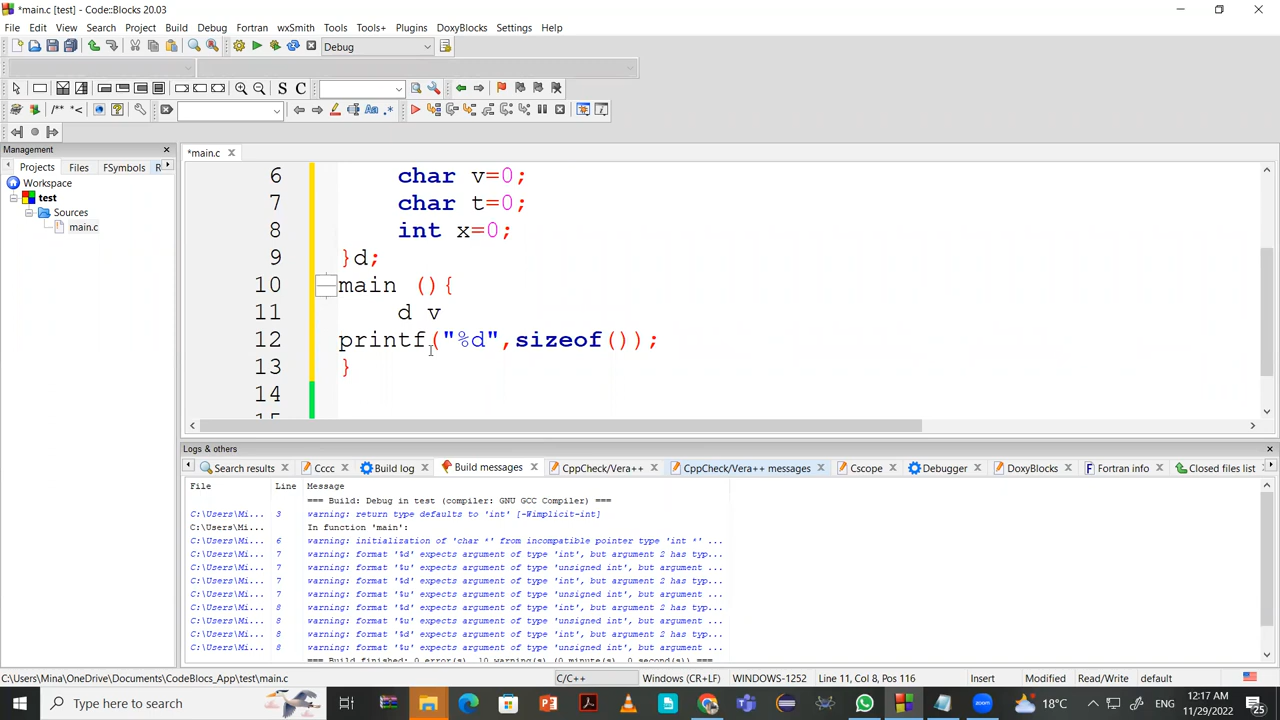 *main.c [test] - Code::Blocks 20.03
File Edit View Search Project Build Debug Fortran wxSmith Tools Tools+ Plugins DoxyBlocks Settings Help
Debug
S C
/** *<
Aa .*
Management
*main.c
Projects Files FSymbols R
Workspace
test
Sources
main.c
6 char v=0;
7 char t=0;
8 int x=0;
9 }d;
10 main (){
11 d v
12 printf("%d",sizeof());
13 }
14
Logs & others
Search results Cccc Build log Build messages CppCheck/Vera++ CppCheck/Vera++ messages Cscope Debugger DoxyBlocks Fortran info Closed files list
File Line Message
=== Build: Debug in test (compiler: GNU GCC Compiler) ===
C:\Users\Mi... 3 warning: return type defaults to 'int' [-Wimplicit-int]
C:\Users\Mi... In function 'main':
C:\Users\Mi... 6 warning: initialization of 'char *' from incompatible pointer type 'int *' ...
C:\Users\Mi... 7 warning: format '%d' expects argument of type 'int', but argument 2 has typ...
C:\Users\Mi... 7 warning: format '%u' expects argument of type 'unsigned int', but argument ...
C:\Users\Mi... 7 warning: format '%d' expects argument of type 'int', but argument 2 has typ...
C:\Users\Mi... 7 warning: format '%u' expects argument of type 'unsigned int', but argument ...
C:\Users\Mi... 8 warning: format '%d' expects argument of type 'int', but argument 2 has typ...
C:\Users\Mi... 8 warning: format '%u' expects argument of type 'unsigned int', but argument ...
C:\Users\Mi... 8 warning: format '%d' expects argument of type 'int', but argument 2 has typ...
C:\Users\Mi... 8 warning: format '%u' expects argument of type 'unsigned int', but argument ...
=== Build finished: 0 error(s), 10 warning(s) (0 minute(s), 0 second(s)) ===
C:\Users\Mina\OneDrive\Documents\CodeBlocs_App\test\main.c C/C++ Windows (CR+LF) WINDOWS-1252 Line 11, Col 8, Pos 116 Insert Modified Read/Write default
Type here to search
18°C
12:17 AM
11/29/2022
25